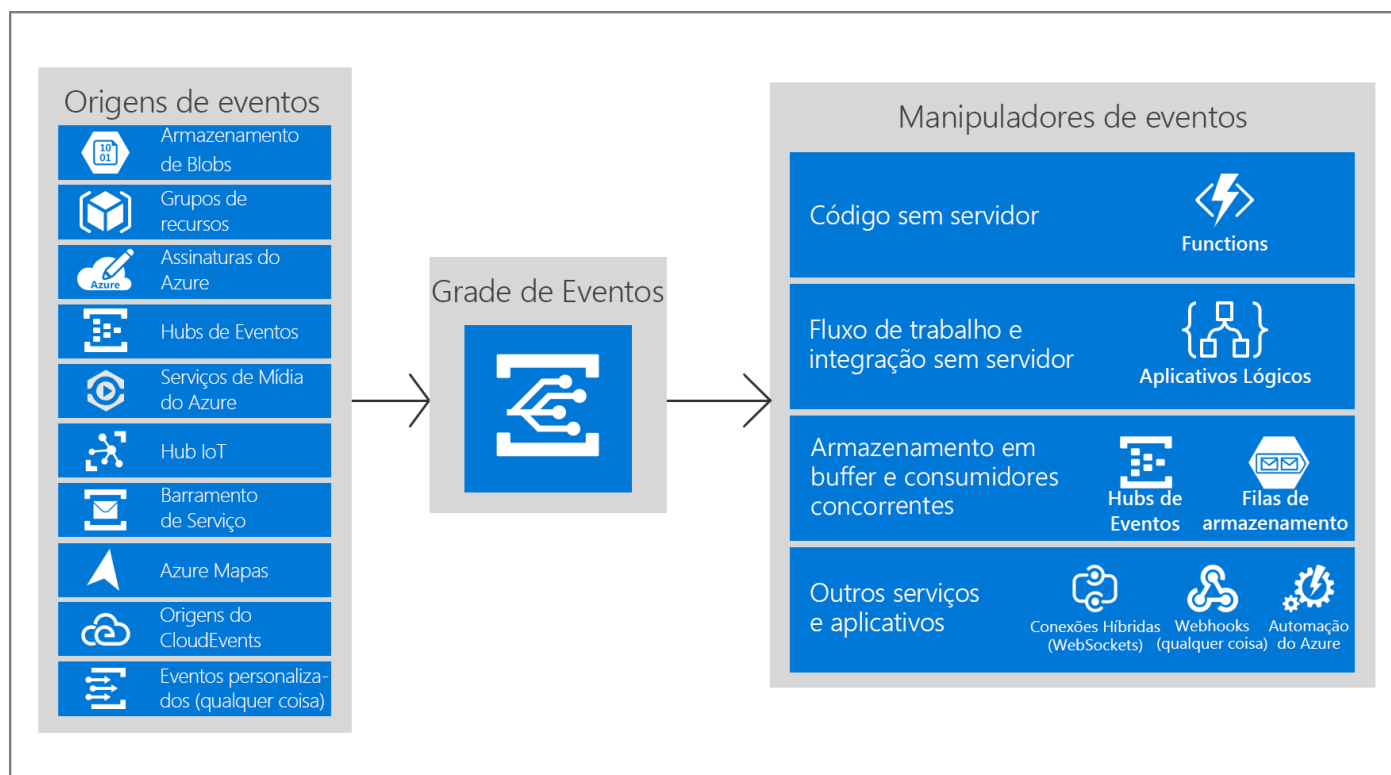 Origens de eventos
Armazenamento
de Blobs
10
01
Grupos de
recursos
Assinaturas do
Azure
Azure
Hubs de Eventos
Serviços de Mídia
do Azure
Hub IoT
Barramento
de Serviço
Azure Mapas
Origens do
CloudEvents
Eventos personaliza-
dos (qualquer coisa)
Grade de Eventos
Manipuladores de eventos
Código sem servidor
Functions
Fluxo de trabalho e
integração sem servidor
Aplicativos Lógicos
Armazenamento em
buffer e consumidores
concorrentes
Hubs de
Eventos
Filas de
armazenamento
Outros serviços
e aplicativos
Conexões Híbridas
(WebSockets)
Webhooks
(qualquer coisa)
Automação
do Azure